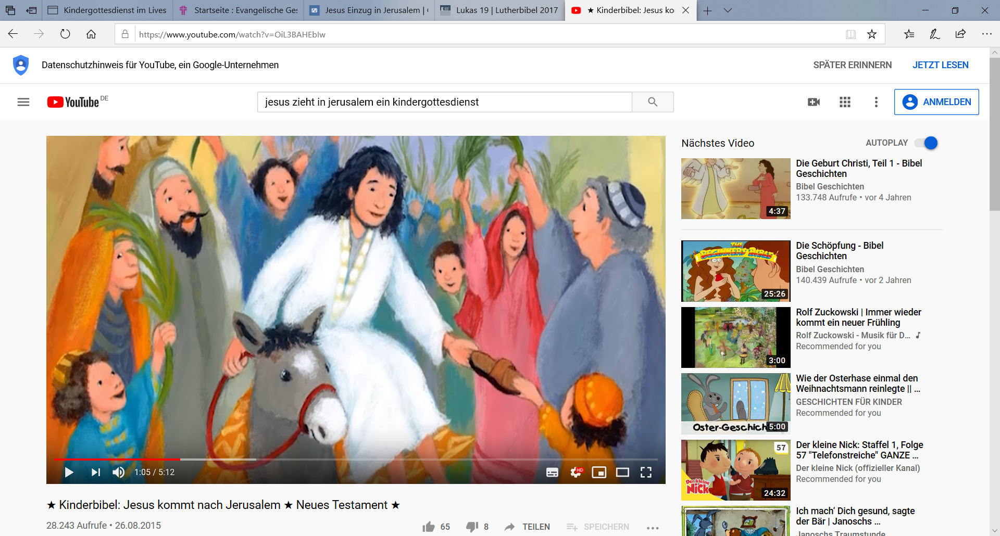 Kindergottesdienst im Lives
Startseite : Evangelische Ges
Jesus Einzug in Jerusalem |
Lukas 19 | Lutherbibel 2017
★ Kinderbibel: Jesus ko
https://www.youtube.com/watch?v=OiL3BAHEbIw
Datenschutzhinweis für YouTube, ein Google-Unternehmen
SPÄTER ERINNERN
JETZT LESEN
YouTube DE
jesus zieht in jerusalem ein kindergottesdienst
ANMELDEN
Nächstes Video
AUTOPLAY
Die Geburt Christi, Teil 1 - Bibel
Geschichten
Bibel Geschichten
133.748 Aufrufe • vor 4 Jahren
4:37
THE
BEGINNERS BIBLE
25:26
Die Schöpfung - Bibel
Geschichten
Bibel Geschichten
140.439 Aufrufe • vor 2 Jahren
Rolf Zuckowski | Immer wieder
kommt ein neuer Frühling
Rolf Zuckowski - Musik für D...
Recommended for you
3:00
Wie der Osterhase einmal den
Weihnachtsmann reinlegte || ...
GESCHICHTEN FÜR KINDER
Recommended for you
Oster-Geschich
5:00
57
Der kleine
NICK
24:32
Der kleine Nick: Staffel 1, Folge
57 "Telefonstreiche" GANZE ...
Der kleine Nick (offizieller Kanal)
Recommended for you
Ich mach' Dich gesund, sagte
der Bär | Janoschs ...
Janoschs Traumstunde
1:05 / 5:12
HD
★ Kinderbibel: Jesus kommt nach Jerusalem ★ Neues Testament ★
28.243 Aufrufe • 26.08.2015
65
8
TEILEN
SPEICHERN